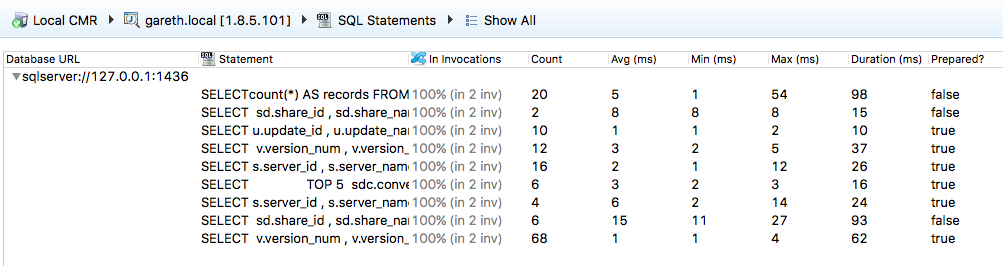 Local CMR gareth.local [1.8.5.101] SQL Statements Show All
Database URL Statement In Invocations Count Avg (ms) Min (ms) Max (ms) Duration (ms) Prepared?
sqlserver://127.0.0.1:1436
SELECTcount(*) AS records FROM 100% (in 2 inv) 20 5 1 54 98 false
SELECT sd.share_id , sd.share_nar 100% (in 2 inv) 2 8 8 8 15 false
SELECT u.update_id , u.update_nam 100% (in 2 inv) 10 1 1 2 10 true
SELECT v.version_num , v.version_ 100% (in 2 inv) 12 3 2 5 37 true
SELECT s.server_id , s.server_name 100% (in 2 inv) 16 2 1 12 26 true
SELECT TOP 5 sdc.conve 100% (in 2 inv) 6 3 2 3 16 true
SELECT s.server_id , s.server_name 100% (in 2 inv) 4 6 2 14 24 true
SELECT sd.share_id , sd.share_nar 100% (in 2 inv) 6 15 11 27 93 false
SELECT v.version_num , v.version_ 100% (in 2 inv) 68 1 1 4 62 true